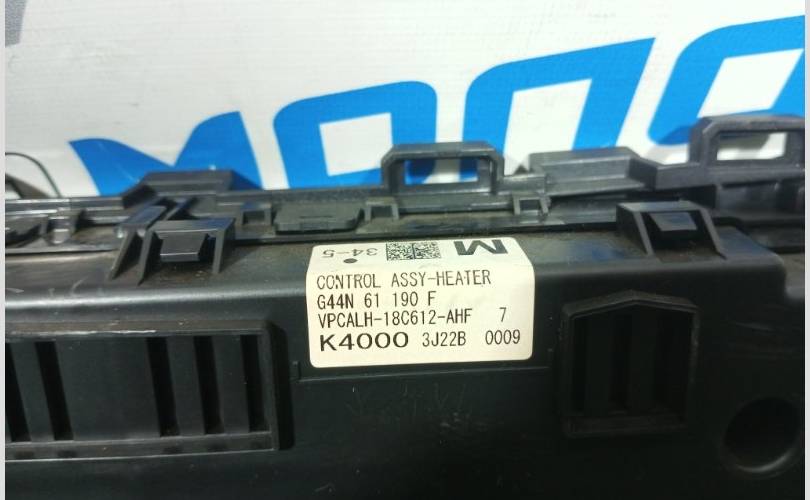 34-5 M
CONTROL ASSY-HEATER
G44N 61 190 F
VPCALH-18C612-AHF 7
K4000 3J22B 0009